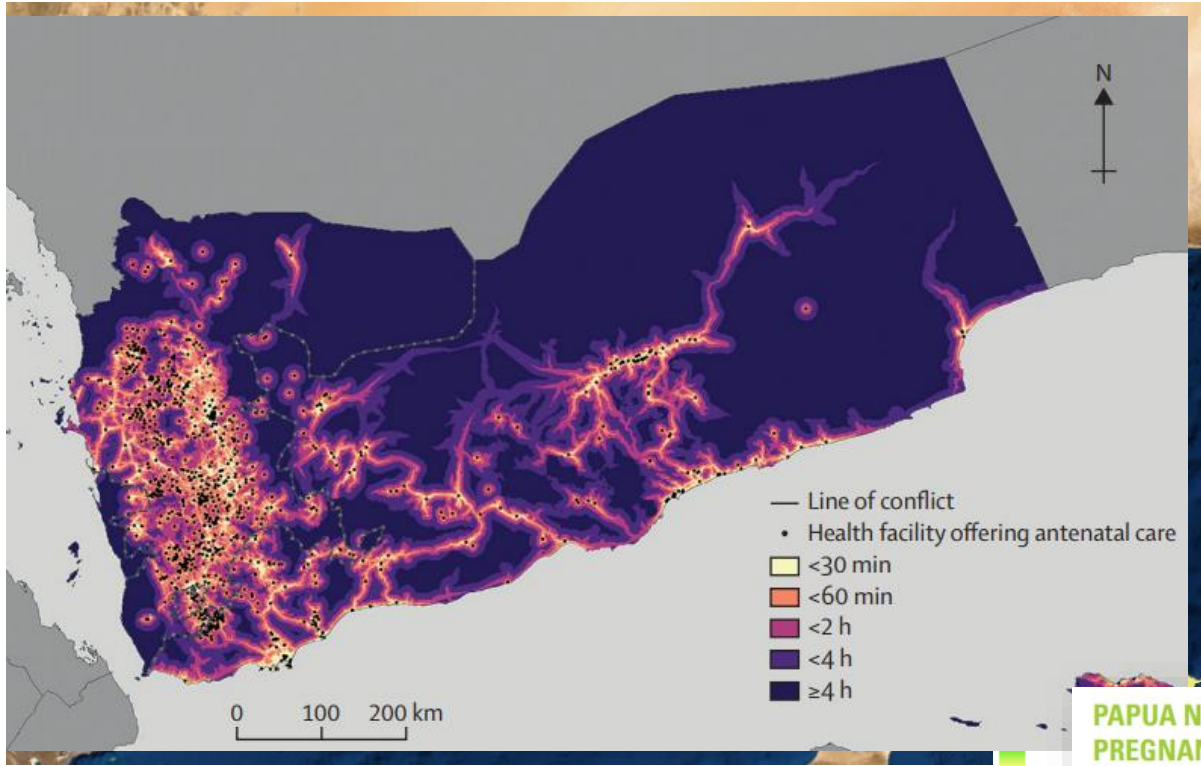 N
— Line of conflict
• Health facility offering antenatal care
<30 min
<60 min
<2 h
<4 h
≥4 h
0 100 200 km
PAPUA N
PREGNA